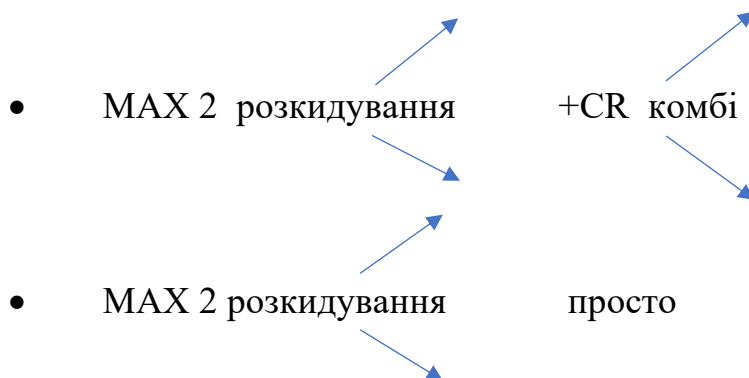 • MAX 2 розкидування +CR комбі
• MAX 2 розкидування просто